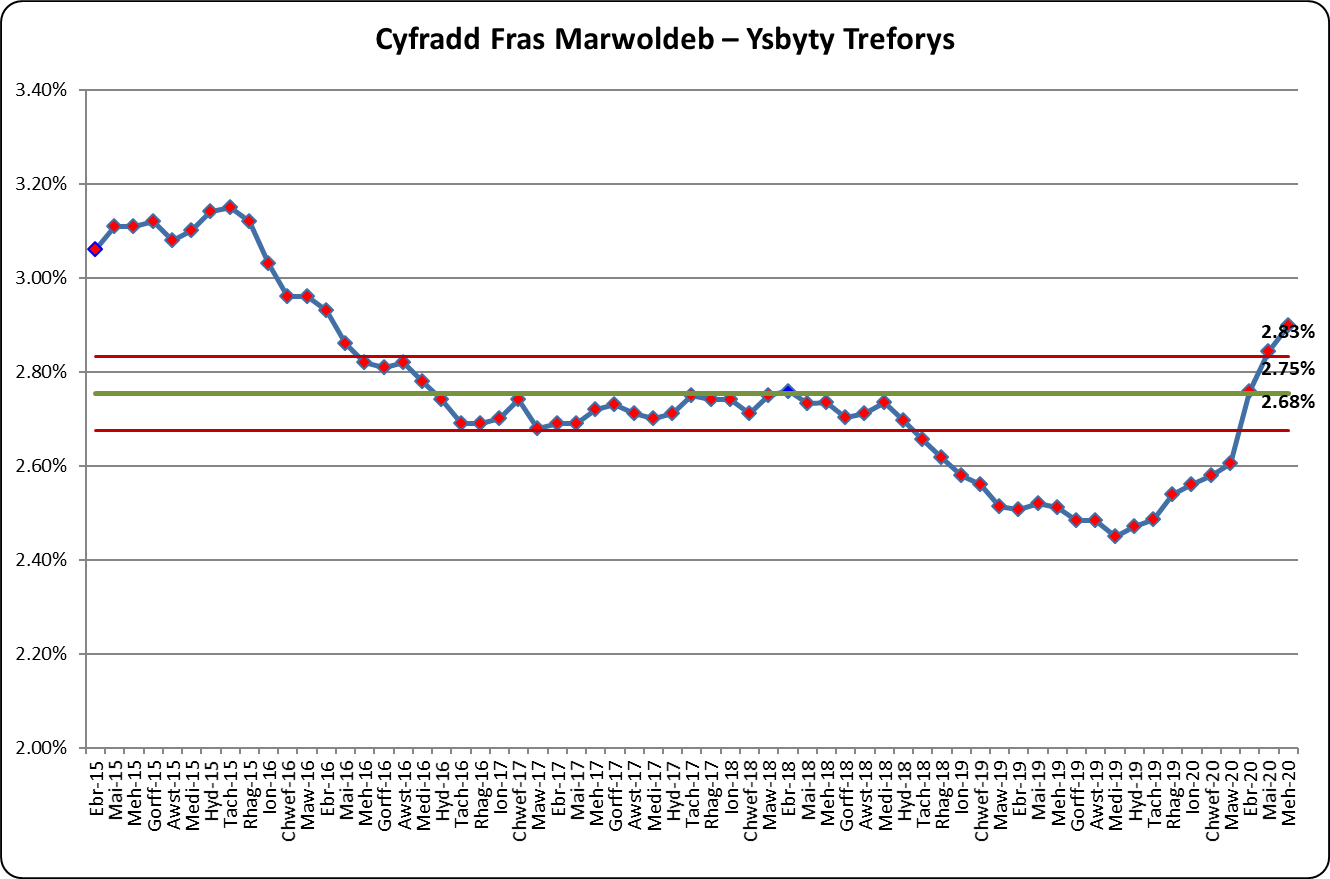 Cyfradd Fras Marwoldeb – Ysbyty Treforys
3.40%
3.20%
3.00%
2.80%
2.60%
2.40%
2.20%
2.00%
2.83%
2.75%
2.68%
Ebr-15
Mai-15
Meh-15
Gorff-15
Awst-15
Medi-15
Hyd-15
Tach-15
Rhag-15
Ion-16
Chwef-16
Maw-16
Ebr-16
Mai-16
Meh-16
Gorff-16
Awst-16
Medi-16
Hyd-16
Tach-16
Rhag-16
Ion-17
Chwef-17
Maw-17
Ebr-17
Mai-17
Meh-17
Gorff-17
Awst-17
Medi-17
Hyd-17
Tach-17
Rhag-17
Ion-18
Chwef-18
Maw-18
Ebr-18
Mai-18
Meh-18
Gorff-18
Awst-18
Medi-18
Hyd-18
Tach-18
Rhag-18
Ion-19
Chwef-19
Maw-19
Ebr-19
Mai-19
Meh-19
Gorff-19
Awst-19
Medi-19
Hyd-19
Tach-19
Rhag-19
Ion-20
Chwef-20
Maw-20
Ebr-20
Mai-20
Meh-20